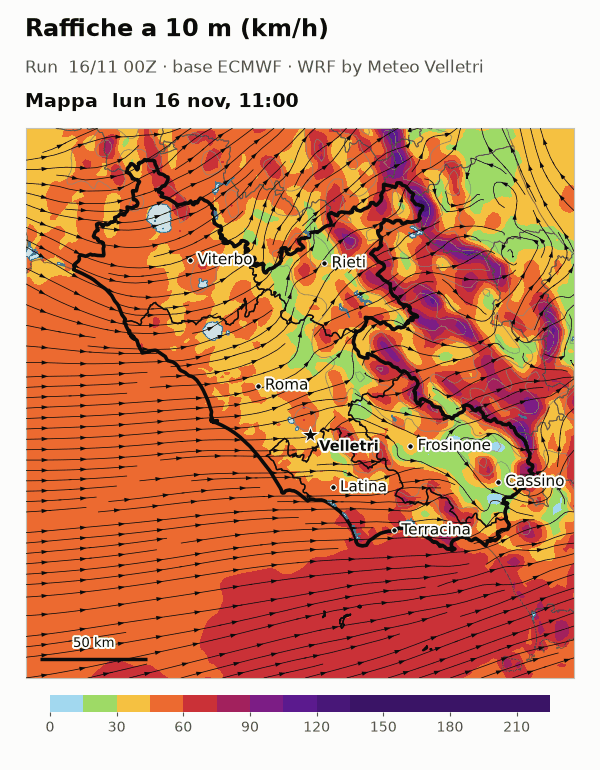 Raffiche a 10 m (km/h)
Run  16/11 00Z · base ECMWF · WRF by Meteo Velletri
Mappa  lun 16 nov, 11:00
Viterbo
Rieti
Roma
Velletri
Frosinone
Latina
Cassino
Terracina
50 km
0 30 60 90 120 150 180 210